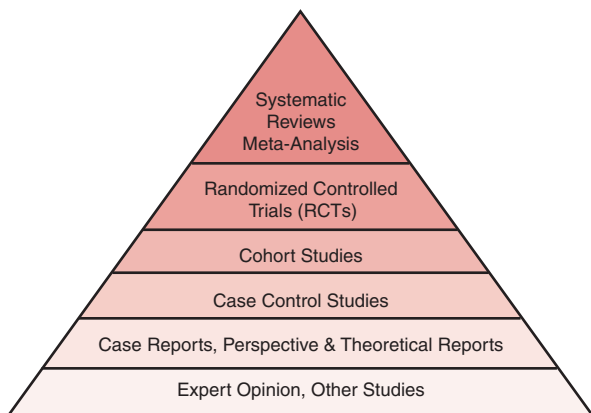 Systematic
Reviews
Meta-Analysis
Randomized Controlled
Trials (RCTs)
Cohort Studies
Case Control Studies
Case Reports, Perspective & Theoretical Reports
Expert Opinion, Other Studies